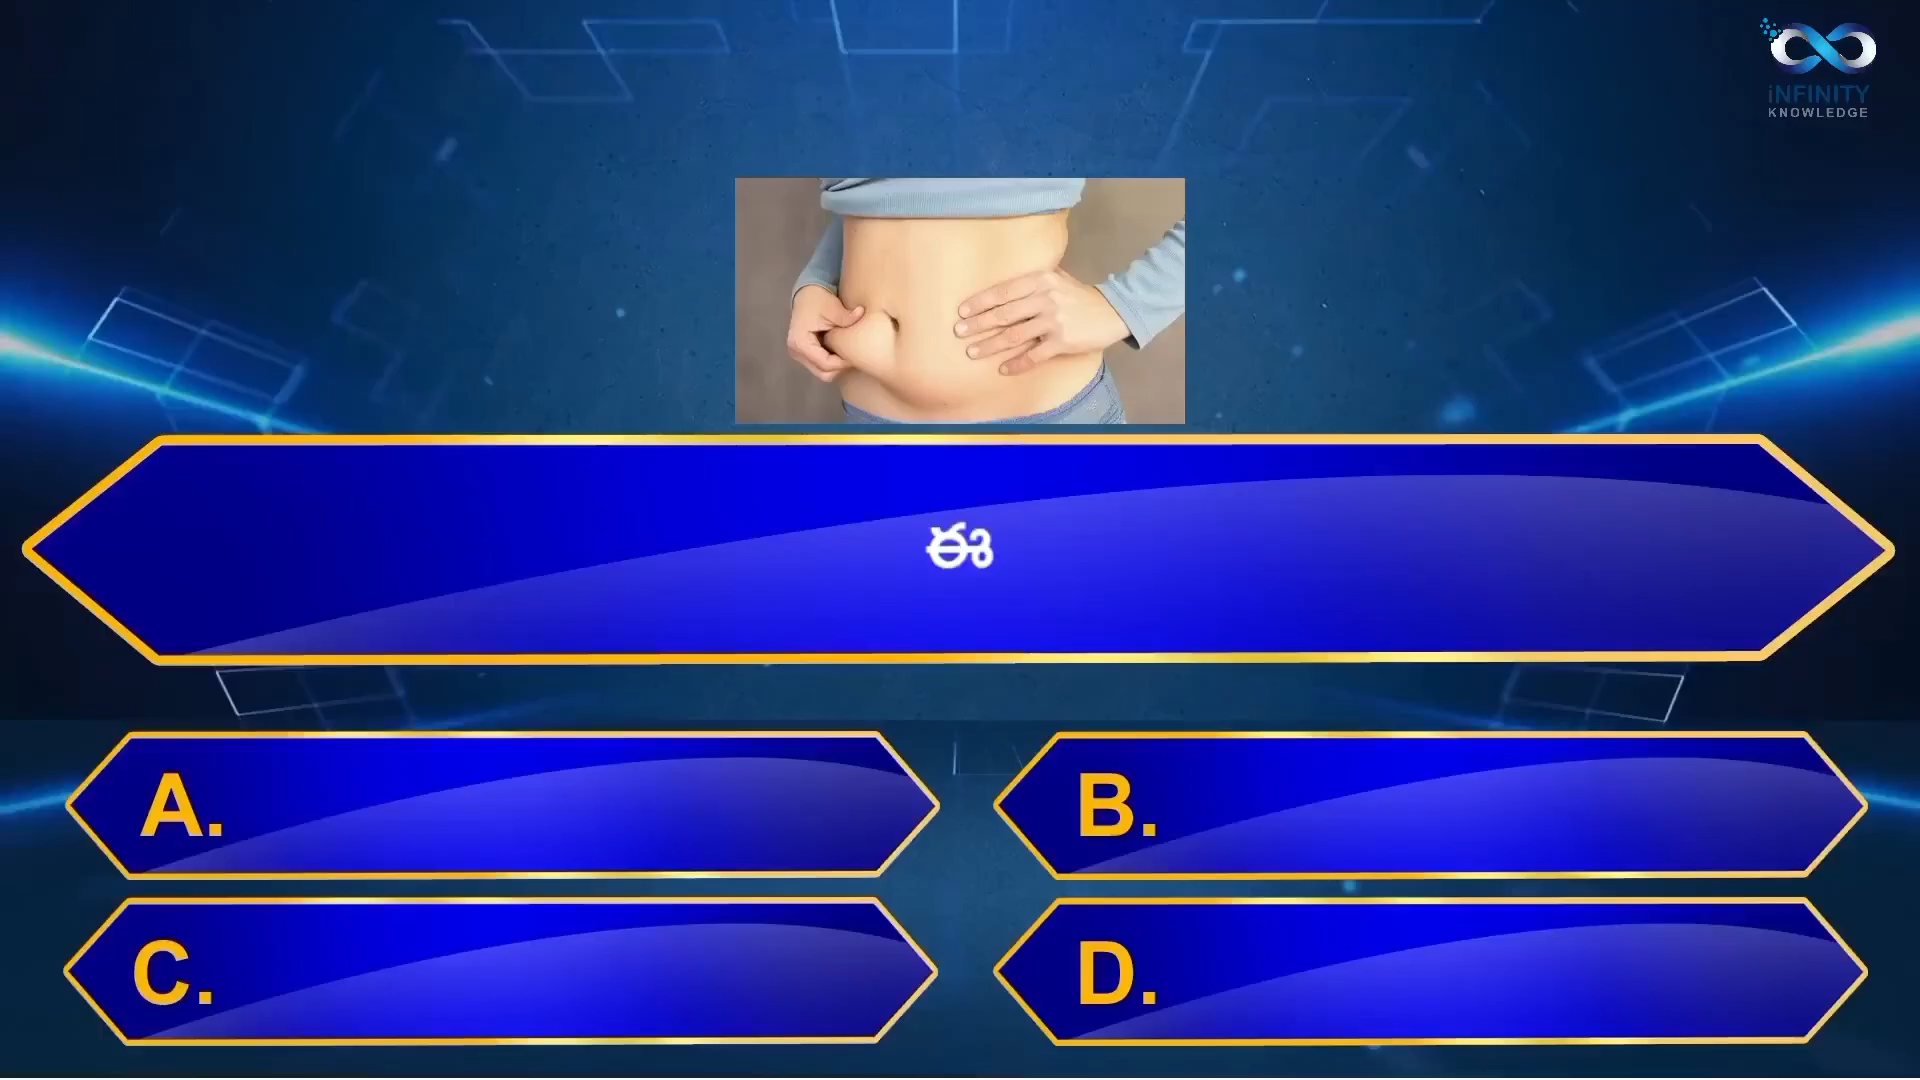 iNFINITY
KNOWLEDGE
ఈ
A.
B.
C.
D.